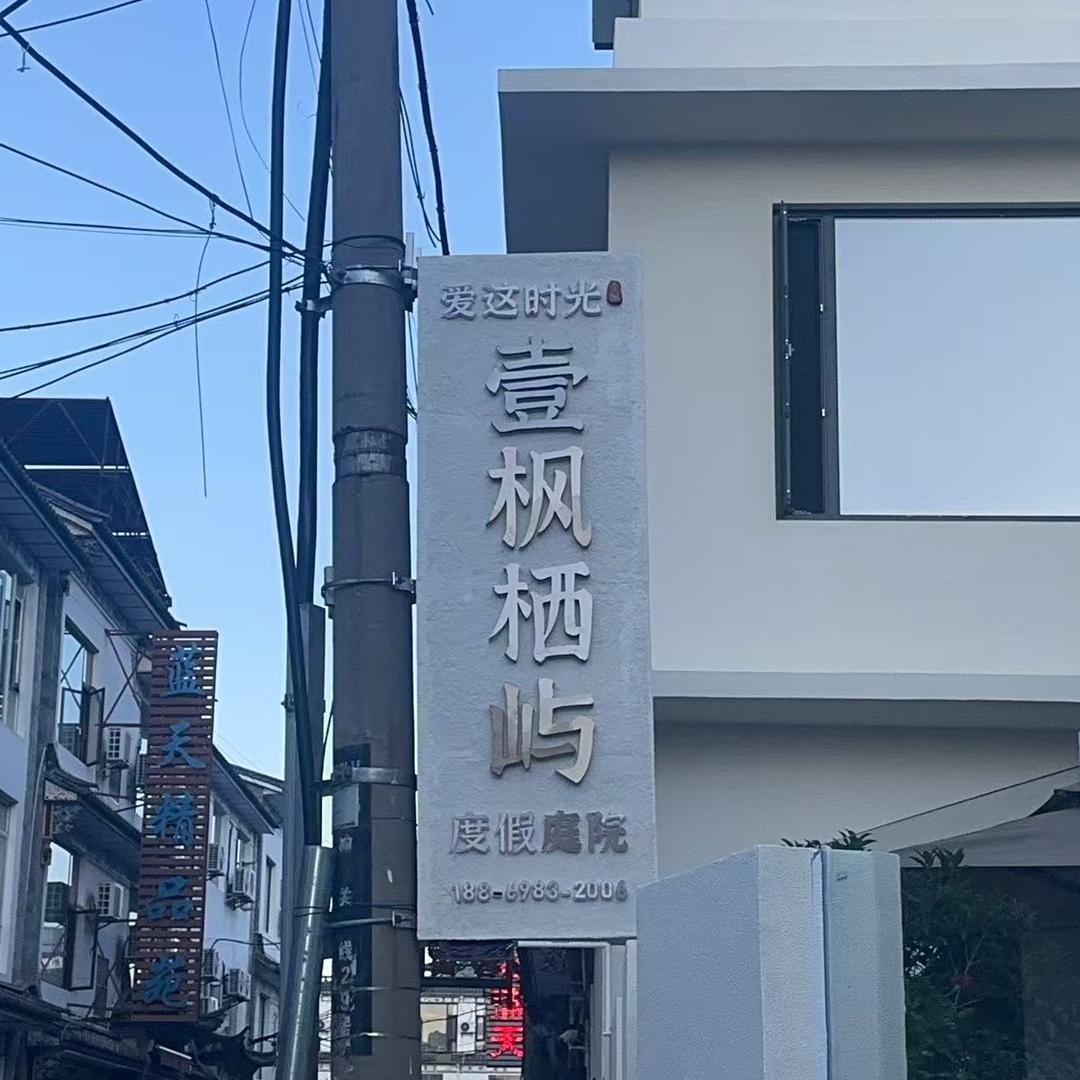 爱这时光
壹枫栖屿
度假庭院
188-6983-2006
蓝天精品苑
天